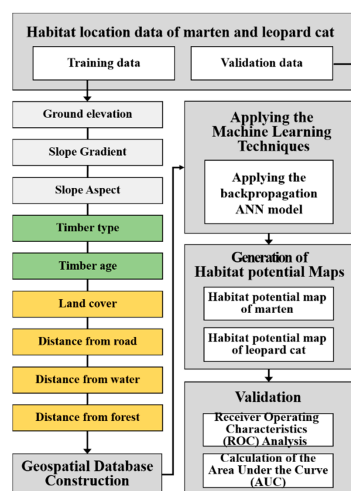 Habitat location data of marten and leopard cat
Training data
Validation data
Ground elevation
Slope Gradient
Slope Aspect
Timber type
Timber age
Land cover
Distance from road
Distance from water
Distance from forest
Geospatial Database
Construction
Applying the
Machine Learning
Techniques
Applying the
backpropagation
ANN model
Generation of
Habitat potential Maps
Habitat potential map
of marten
Habitat potential map
of leopard cat
Validation
Receiver Operating
Characteristics
(ROC) Analysis
Calculation of the
Area Under the Curve
(AUC)